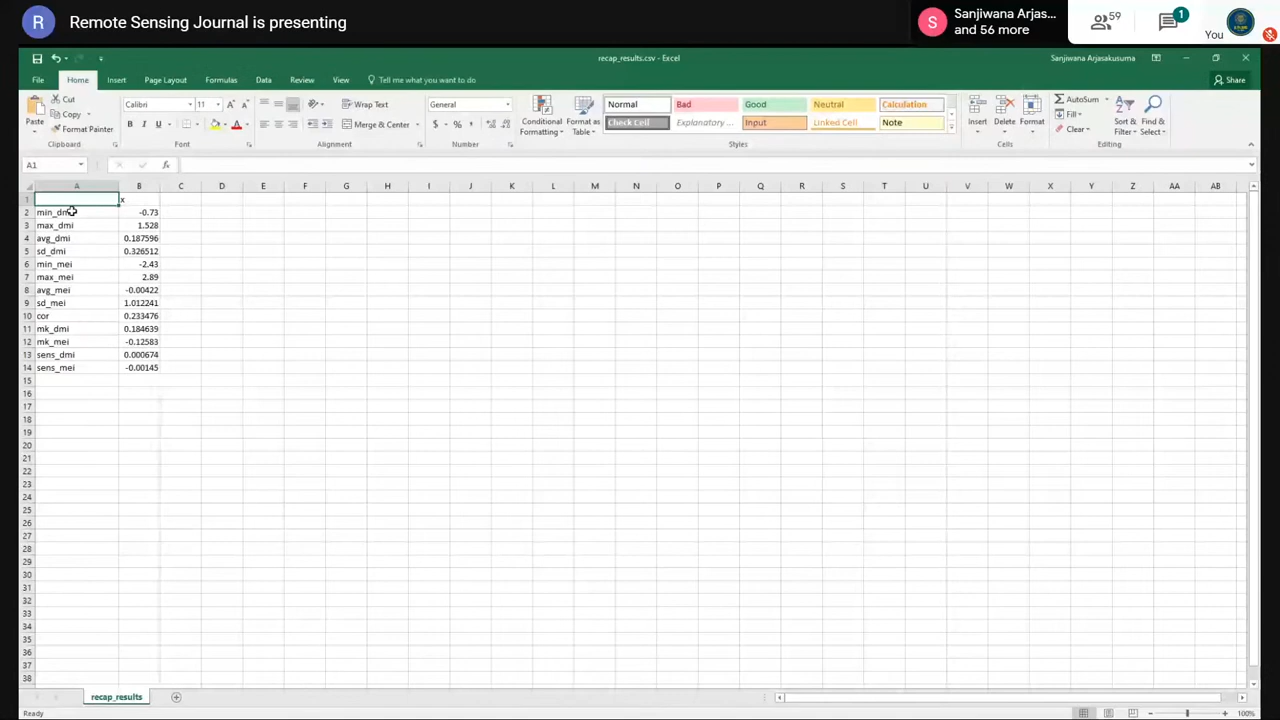 R Remote Sensing Journal is presenting
S Sanjiwana Arjas... and 56 more
59
1
You
recap_results.csv - Excel
Sanjiwana Arjasakusuma
File Home Insert Page Layout Formulas Data Review View Tell me what you want to do Share
Paste
Cut
Copy
Format Painter
Clipboard
Calibri 11
B I U
Font
Wrap Text
Merge & Center
Alignment
General
$ % ,
Number
Conditional Formatting
Format as Table
Normal Bad Good Neutral Calculation
Check Cell Explanatory ... Input Linked Cell Note
Styles
Insert Delete Format
Cells
AutoSum
Fill
Clear
Sort & Filter
Find & Select
Editing
A1
fx
A B C D E F G H I J K L M N O P Q R S T U V W X Y Z AA AB
1 x
2 min_dmi -0.73
3 max_dmi 1.528
4 avg_dmi 0.187596
5 sd_dmi 0.326512
6 min_mei -2.43
7 max_mei 2.89
8 avg_mei -0.00422
9 sd_mei 1.012241
10 cor 0.233476
11 mk_dmi 0.184639
12 mk_mei -0.12583
13 sens_dmi 0.000674
14 sens_mei -0.00145
15
16
17
18
19
20
21
22
23
24
25
26
27
28
29
30
31
32
33
34
35
36
37
38
recap_results
Ready
100%